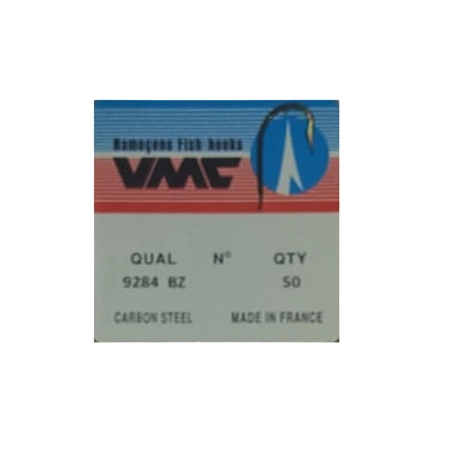 Hameçons Fish-hooks
VMC
QUAL N° QTY
9284 BZ 50
CARBON STEEL MADE IN FRANCE